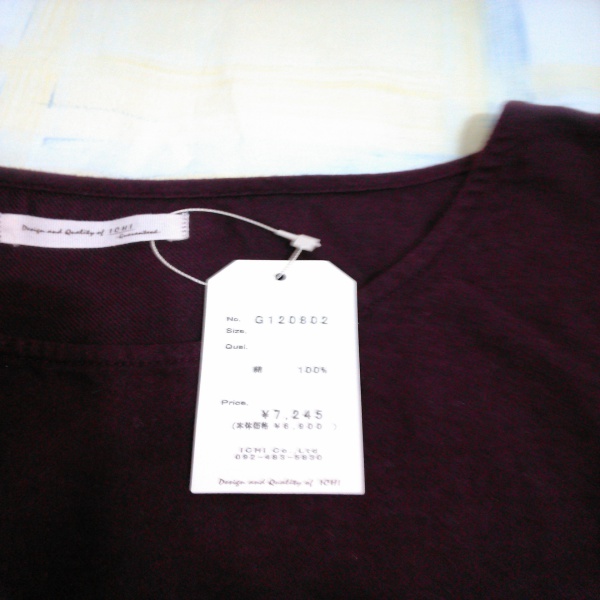 Design and Quality of ICHI
Guaranteed.
No. G120802
Size.
Qual.
綿 100%
Price.
¥7,245
(本体価格 ¥6,900 )
ICHI Co.,Ltd.
Design and Quality of ICHI